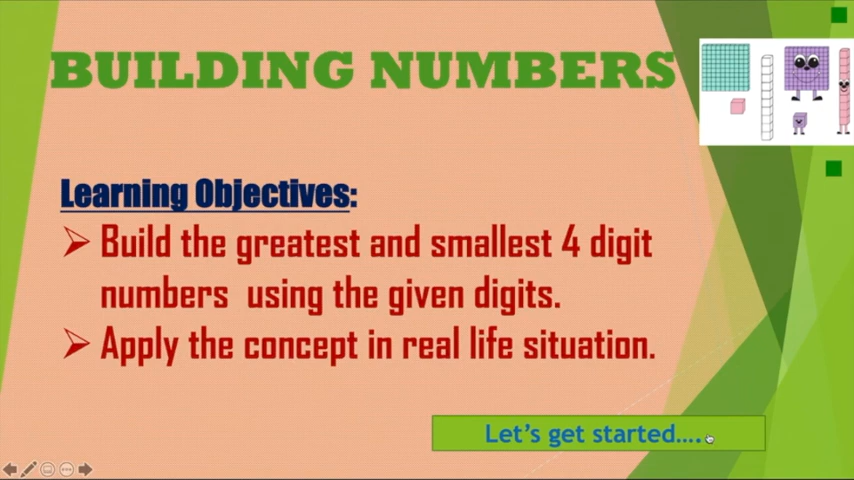 BUILDING NUMBERS
Learning Objectives:
Build the greatest and smallest 4 digit
numbers using the given digits.
Apply the concept in real life situation.
Let's get started....